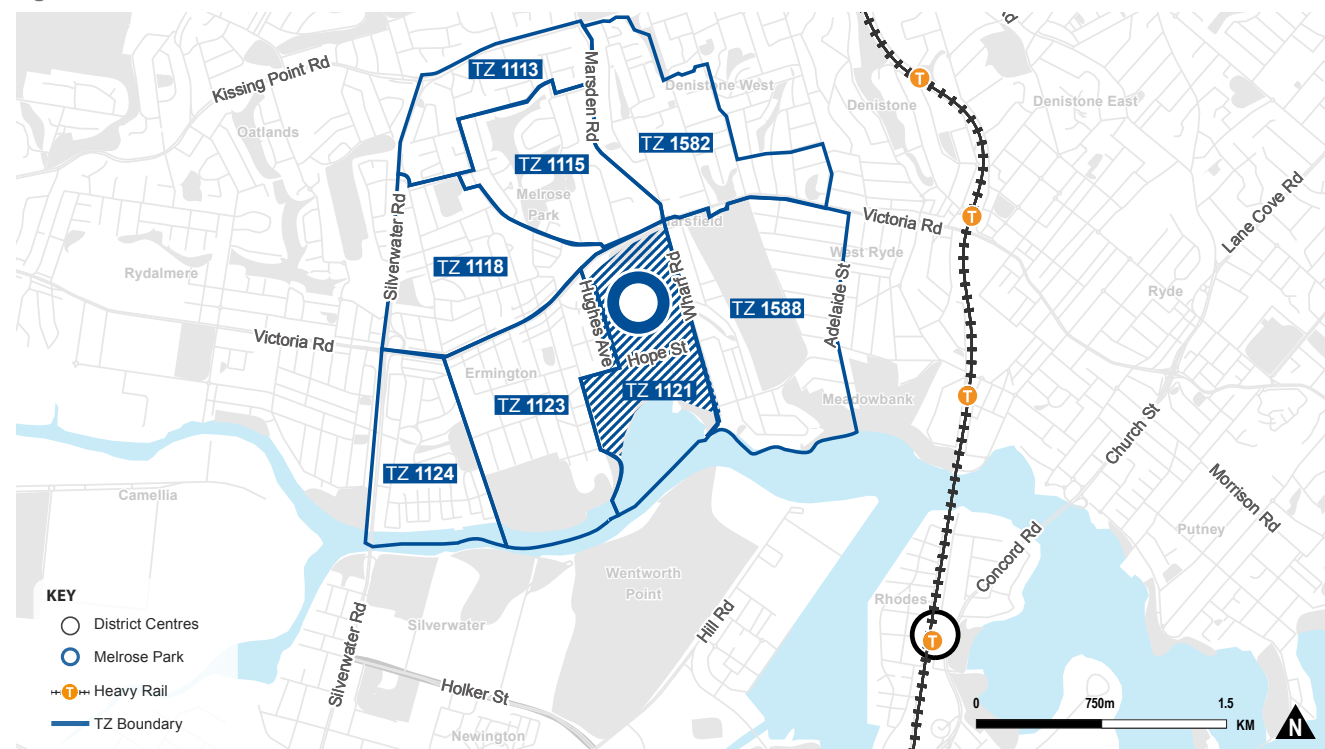 Kissing Point Rd
Oatlands
TZ 1113
Marsden Rd
Denistone West
Denistone
Denistone East
TZ 1582
TZ 1115
Melrose
Park
Silverwater Rd
Victoria Rd
Lane Cove Rd
West Ryde
Rydalmere
TZ 1118
Hughes Ave
Wharf Rd
TZ 1588
Adelaide St
Ryde
Victoria Rd
Hope St
Ermington
TZ 1123
TZ 1121
Meadowbank
Church St
TZ 1124
Morrison Rd
Camellia
Putney
Concord Rd
Wentworth
Point
Rhodes
Hill Rd
Silverwater
Silverwater Rd
Holker St
Newington
T
T
T
T
KEY
District Centres
Melrose Park
T Heavy Rail
TZ Boundary
0 750m 1.5
KM
N